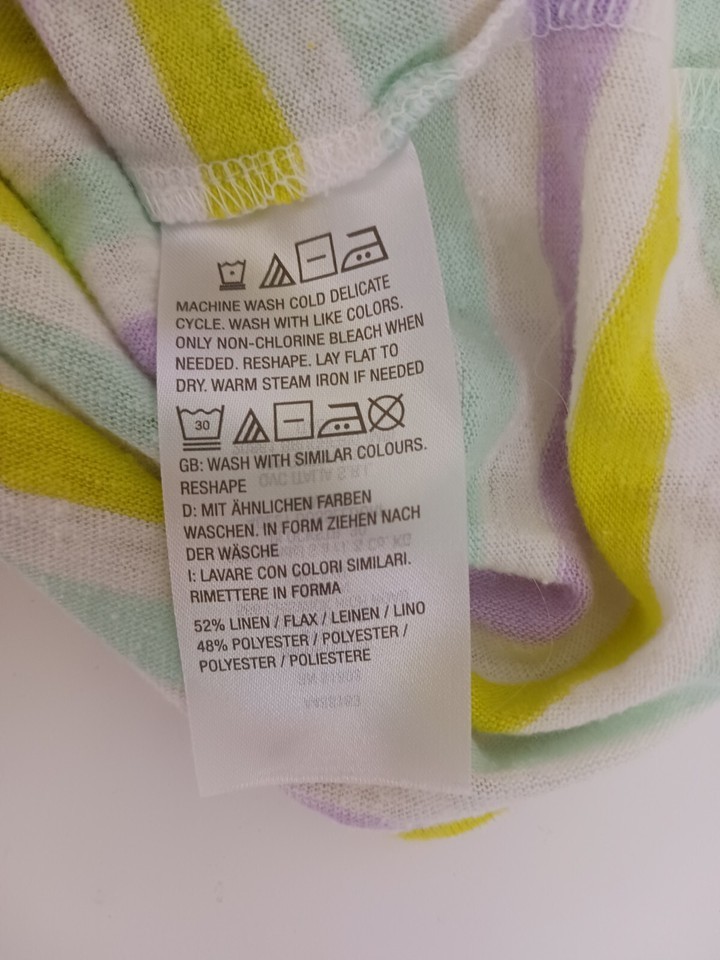 MACHINE WASH COLD DELICATE
CYCLE. WASH WITH LIKE COLORS.
ONLY NON-CHLORINE BLEACH WHEN
NEEDED. RESHAPE. LAY FLAT TO
DRY. WARM STEAM IRON IF NEEDED
30
GB: WASH WITH SIMILAR COLOURS.
RESHAPE
D: MIT ÄHNLICHEN FARBEN
WASCHEN. IN FORM ZIEHEN NACH
DER WÄSCHE
I: LAVARE CON COLORI SIMILARI.
RIMETTERE IN FORMA
52% LINEN / FLAX / LEINEN / LINO
48% POLYESTER / POLYESTER /
POLYESTER / POLIESTERE